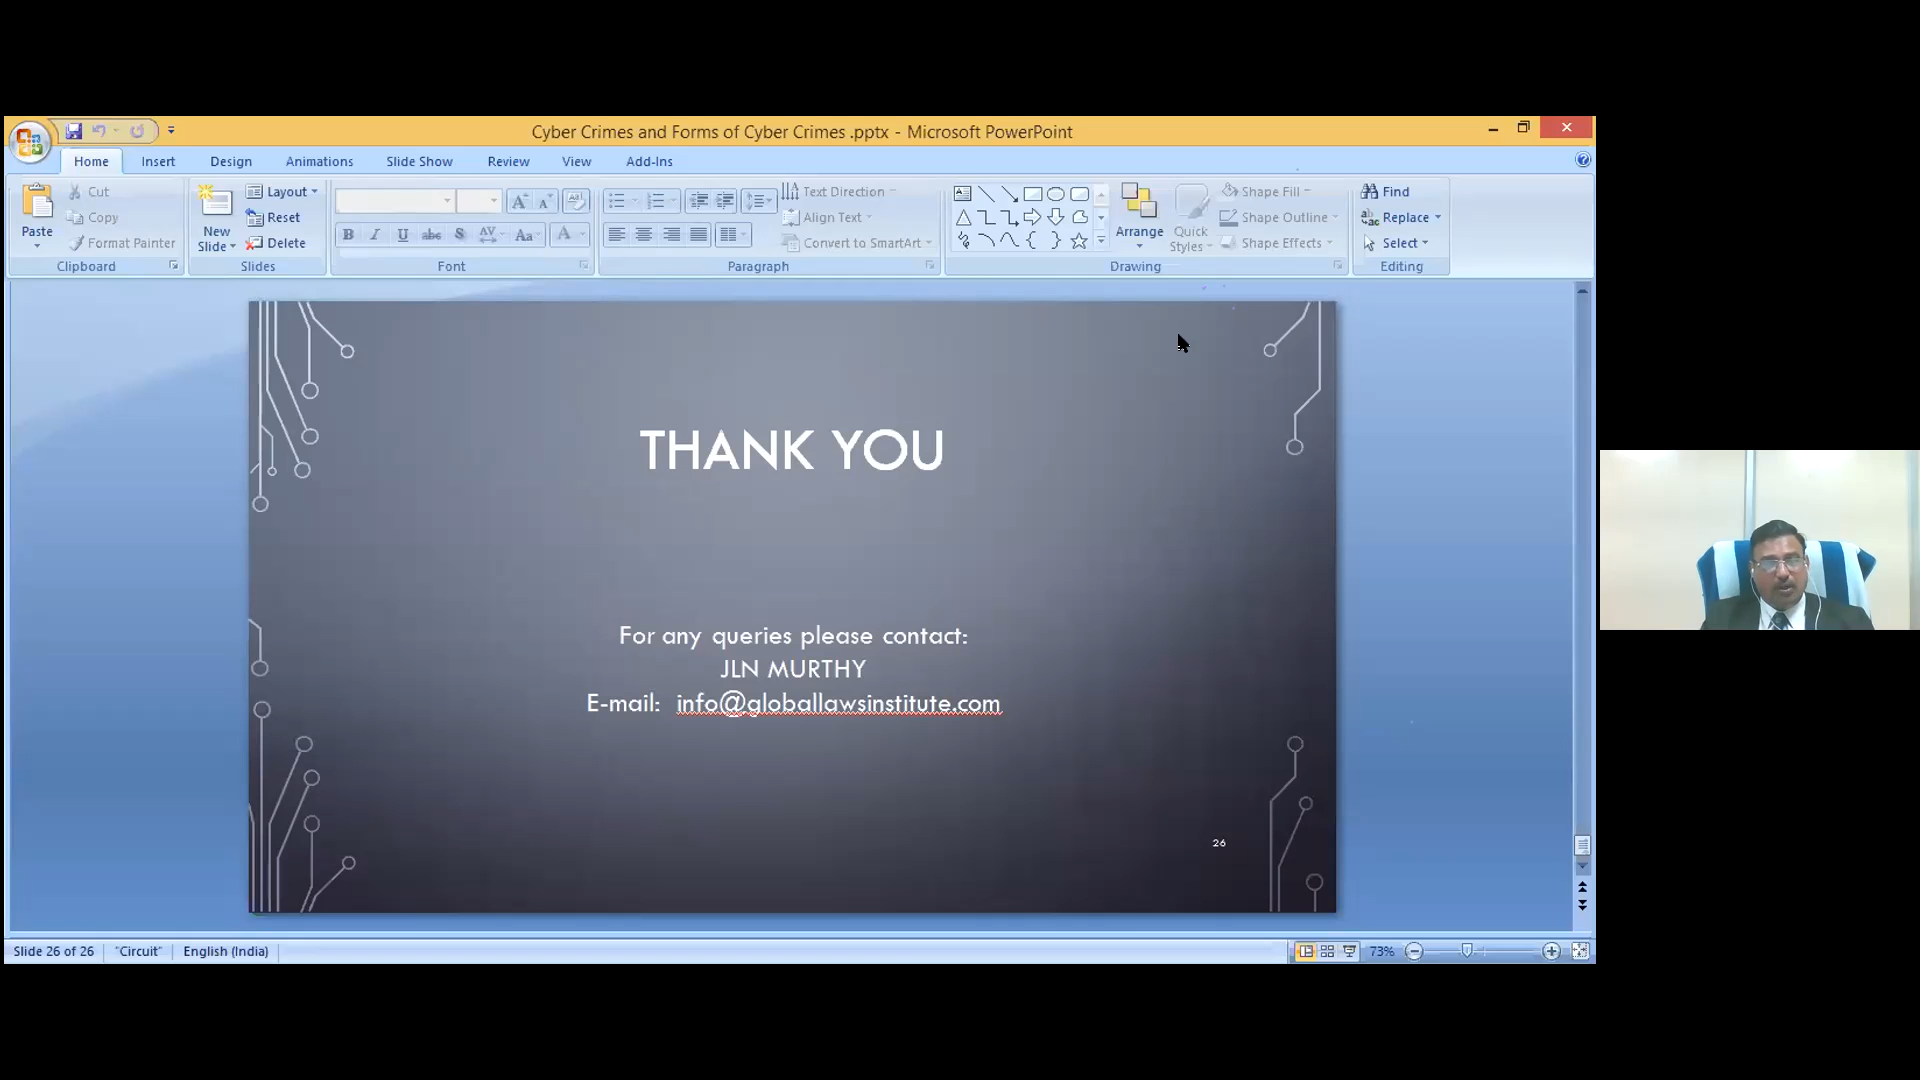 Cyber Crimes and Forms of Cyber Crimes .pptx - Microsoft PowerPoint
Home Insert Design Animations Slide Show Review View Add-Ins
Paste
Cut
Copy
Format Painter
Clipboard
New
Slide
Layout
Reset
Delete
Slides
B I U abc S AV Aa A
Font
Text Direction
Align Text
Convert to SmartArt
Paragraph
Arrange
Quick
Styles
Shape Fill
Shape Outline
Shape Effects
Drawing
Find
Replace
Select
Editing
THANK YOU
For any queries please contact:
JLN MURTHY
E-mail: info@globallawsinstitute.com
26
Slide 26 of 26 "Circuit" English (India) 73%